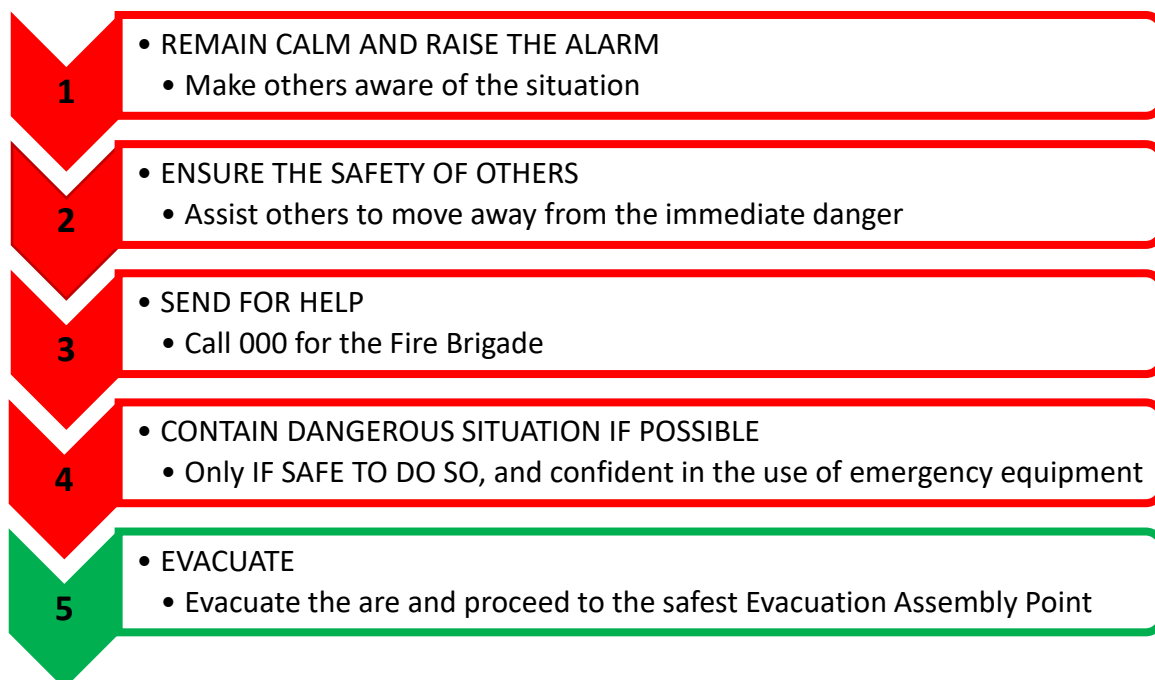 1
• REMAIN CALM AND RAISE THE ALARM
• Make others aware of the situation
2
• ENSURE THE SAFETY OF OTHERS
• Assist others to move away from the immediate danger
3
• SEND FOR HELP
• Call 000 for the Fire Brigade
4
• CONTAIN DANGEROUS SITUATION IF POSSIBLE
• Only IF SAFE TO DO SO, and confident in the use of emergency equipment
5
• EVACUATE
• Evacuate the are and proceed to the safest Evacuation Assembly Point